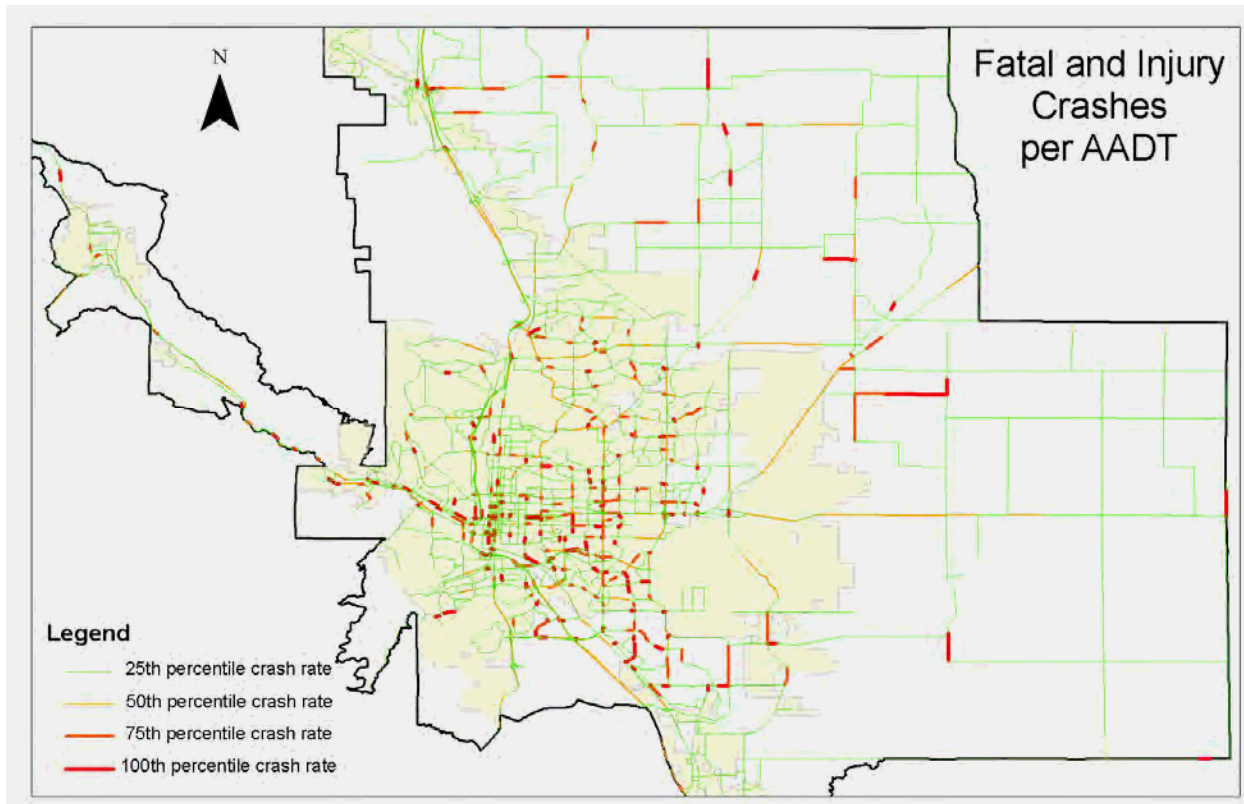 N
Fatal and Injury
Crashes
per AADT
Legend
25th percentile crash rate
50th percentile crash rate
75th percentile crash rate
100th percentile crash rate